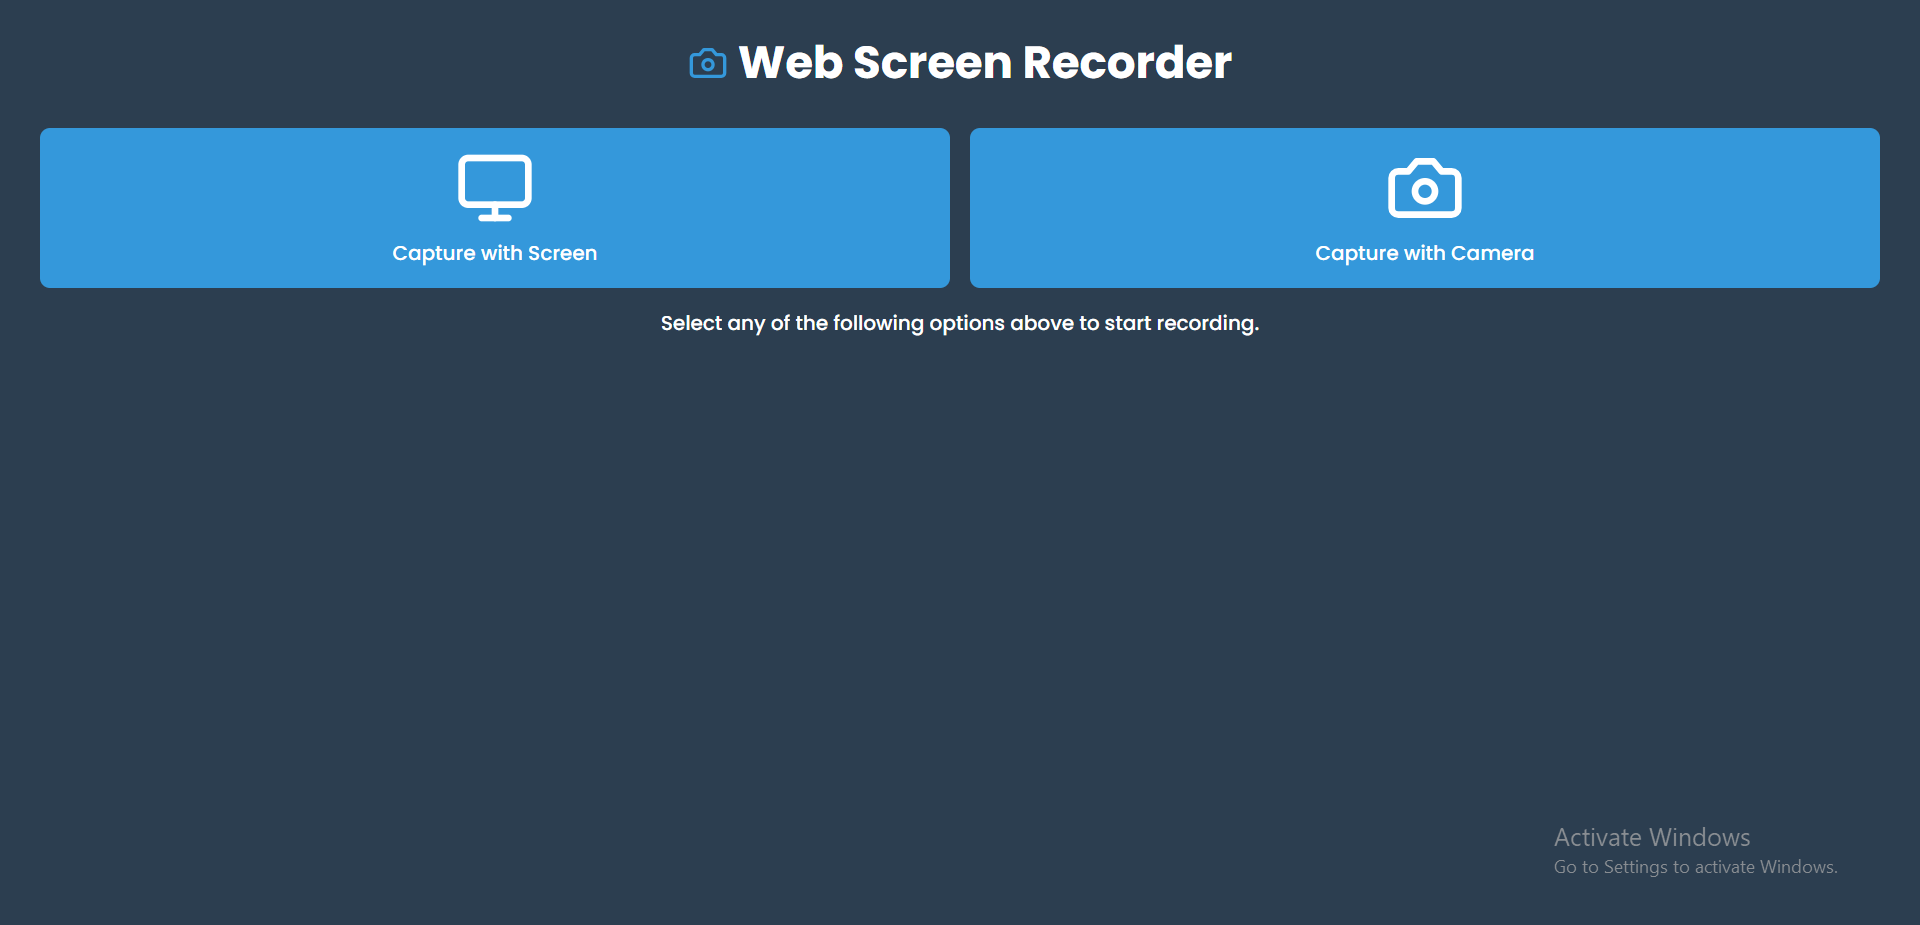 Web Screen Recorder
Capture with Screen
Capture with Camera
Select any of the following options above to start recording.
Activate Windows
Go to Settings to activate Windows.